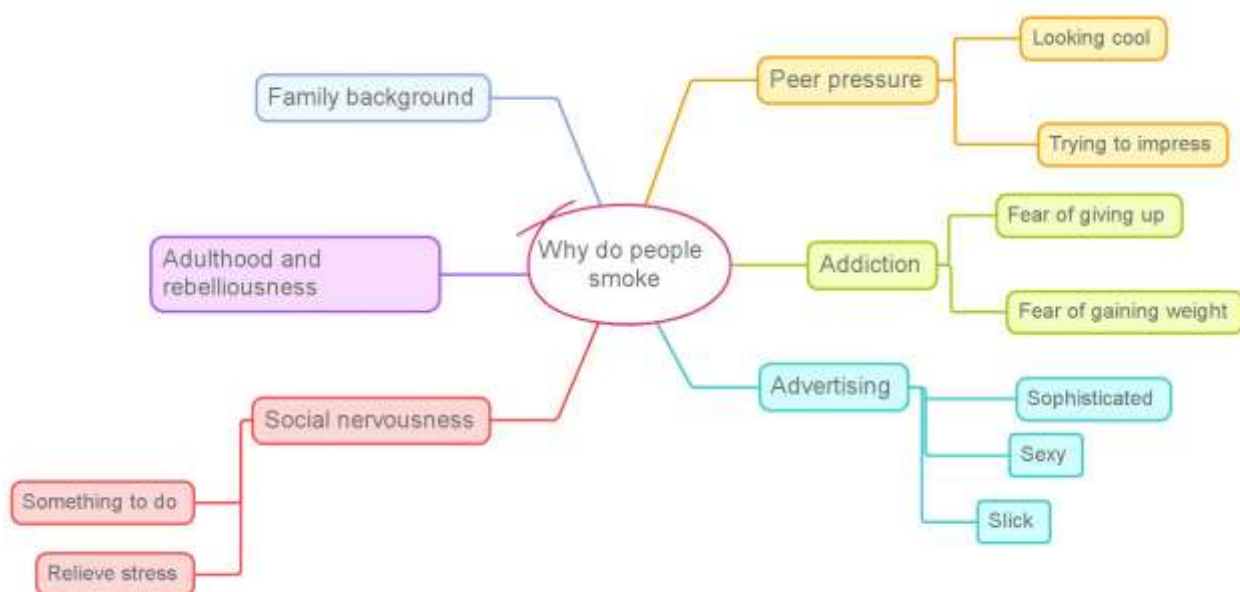 Why do people
smoke
Peer pressure
Looking cool
Trying to impress
Addiction
Fear of giving up
Fear of gaining weight
Advertising
Sophisticated
Sexy
Slick
Social nervousness
Something to do
Relieve stress
Adulthood and
rebelliousness
Family background